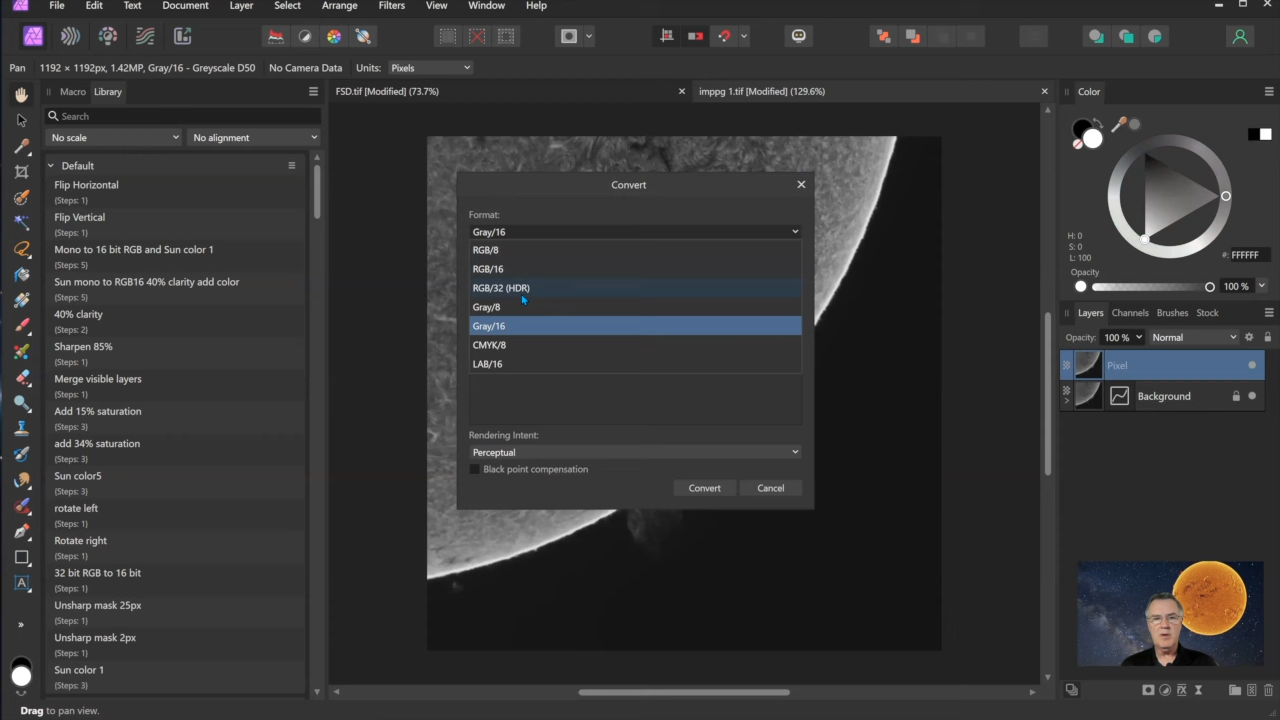 File Edit Document Layer Select Arrange Filters View Window Help
Pan 1192 × 1192px, 1.42MP, Gray/16 - Greyscale D50 No Camera Data Units: Pixels
Macro Library
Search
No scale No alignment
Default
Flip Horizontal
(Steps: 1)
Flip Vertical
(Steps: 1)
Mono to 16 bit RGB and Sun color 1
(Steps: 5)
Sun mono to RGB16 40% clarity add color
(Steps: 5)
40% clarity
(Steps: 2)
Sharpen 85%
(Steps: 1)
Merge visible layers
(Steps: 1)
Add 15% saturation
(Steps: 3)
add 34% saturation
(Steps: 3)
Sun color5
(Steps: 3)
rotate left
(Steps: 1)
Rotate right
(Steps: 1)
32 bit RGB to 16 bit
(Steps: 1)
Unsharp mask 25px
(Steps: 1)
Unsharp mask 2px
(Steps: 1)
Sun color 1
(Steps: 3)
FSD.tif [Modified] (73.7%) imppg 1.tif [Modified] (129.6%)
Convert
Format:
Gray/16
RGB/8
RGB/16
RGB/32 (HDR)
Gray/8
Gray/16
CMYK/8
LAB/16
Rendering Intent:
Perceptual
Black point compensation
Convert Cancel
Color
H: 0
S: 0
L: 100
#: FFFFFF
Opacity
100 %
Layers Channels Brushes Stock
Opacity: 100 % Normal
Pixel
Background
Drag to pan view.